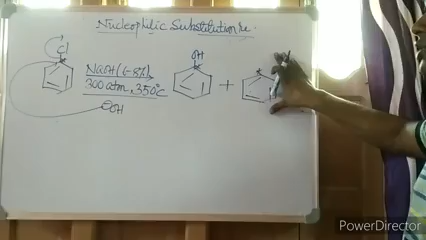 Nucleophilic Substitution re.
Cl
NaOH (6-8%)
300 atm, 350°C
OH
+
⊖OH
PowerDirector